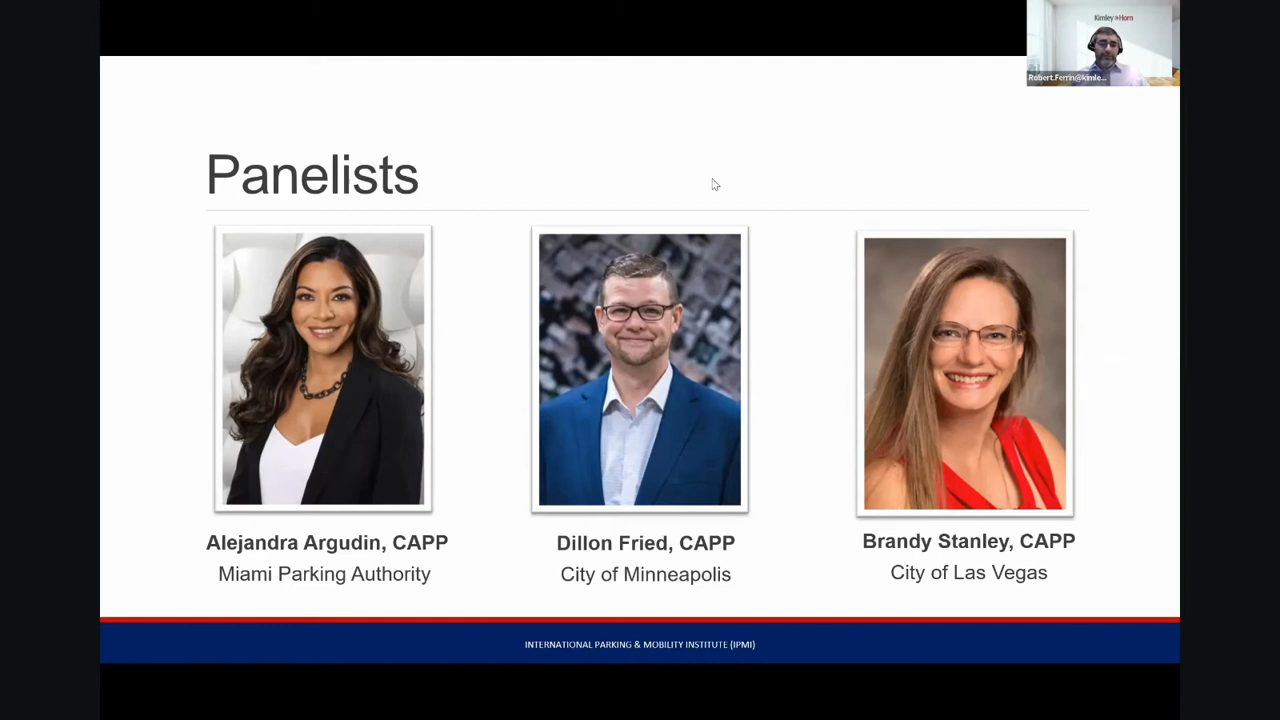 Kimley»Horn
Robert.Ferrin@kimle...
Panelists
Alejandra Argudin, CAPP
Miami Parking Authority
Dillon Fried, CAPP
City of Minneapolis
Brandy Stanley, CAPP
City of Las Vegas
INTERNATIONAL PARKING & MOBILITY INSTITUTE (IPMI)